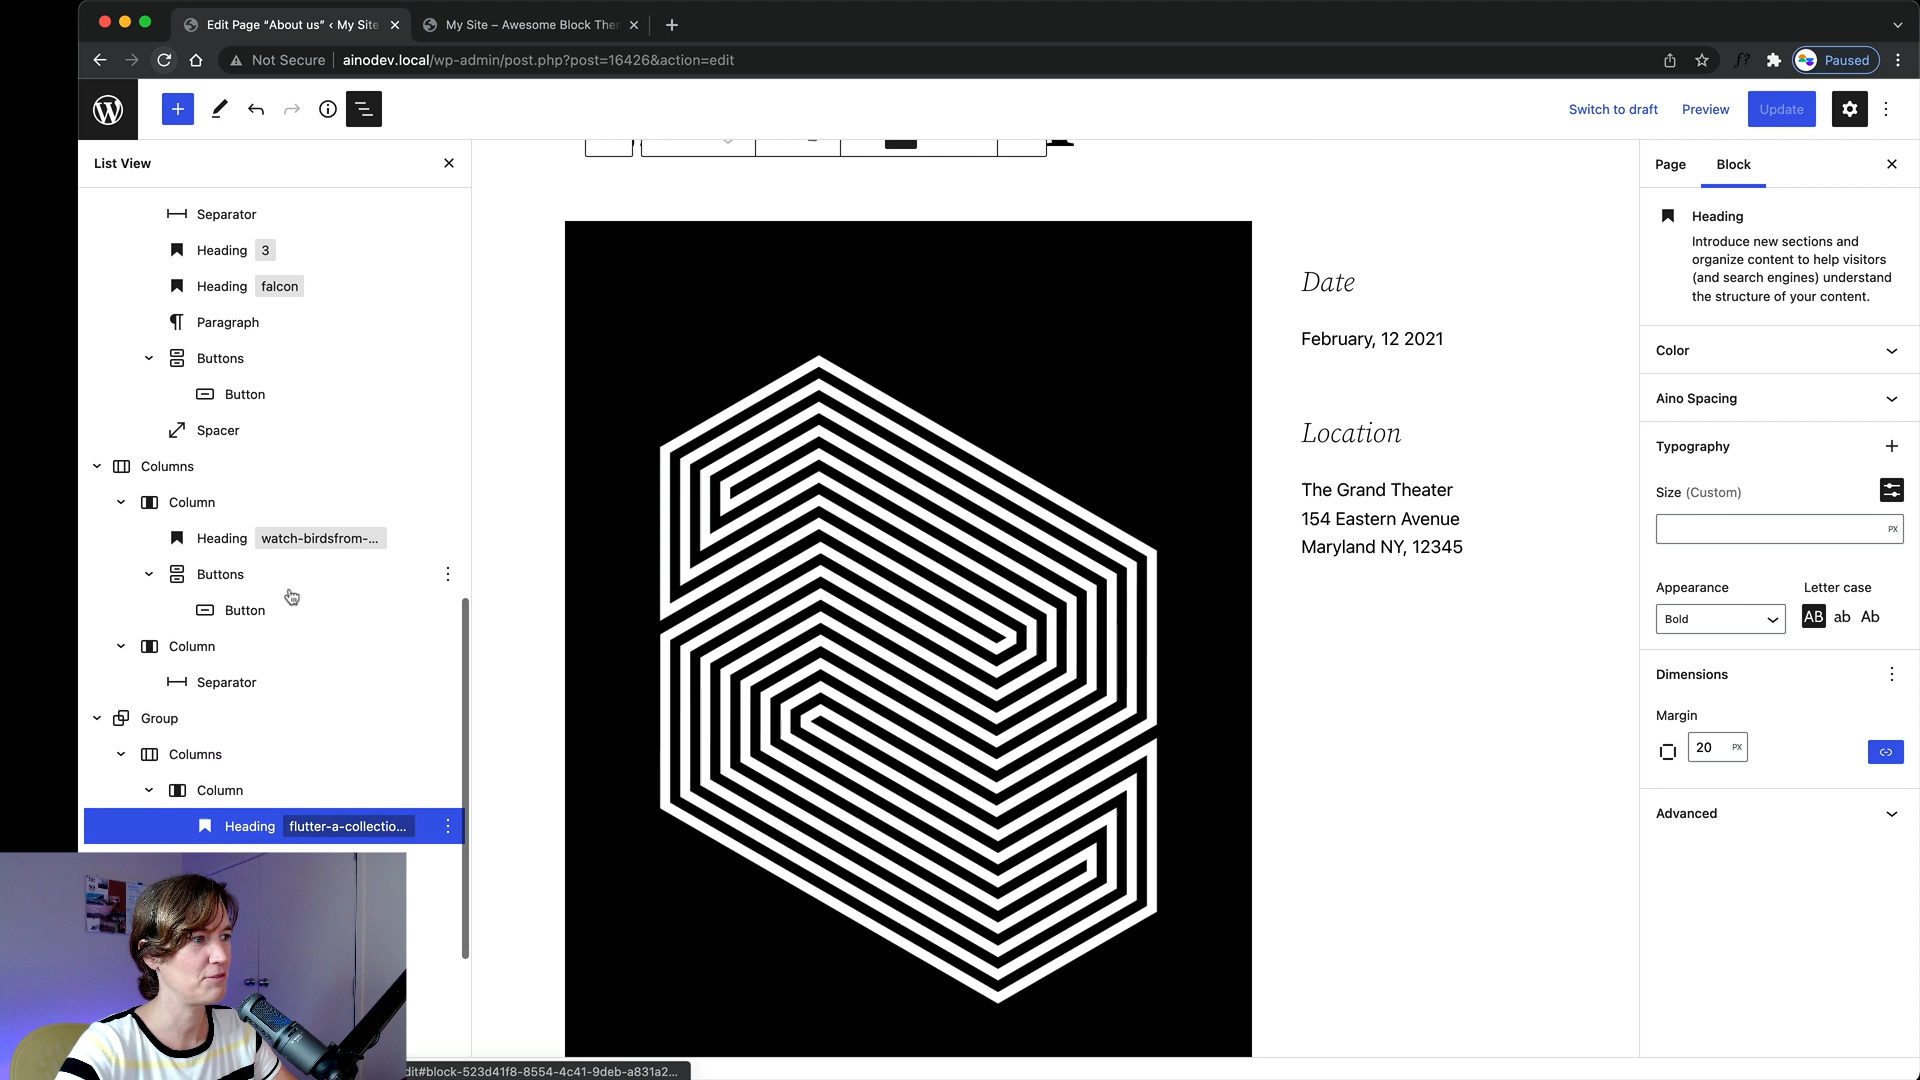 Edit Page “About us” ‹ My Site
My Site – Awesome Block The
Not Secure
ainodev.local/wp-admin/post.php?post=16426&action=edit
Paused
Switch to draft
Preview
Update
List View
Separator
Heading 3
Heading falcon
Paragraph
Buttons
Button
Spacer
Columns
Column
Heading watch-birdsfrom-...
Buttons
Button
Column
Separator
Group
Columns
Column
Heading flutter-a-collectio...
Date
February, 12 2021
Location
The Grand Theater
154 Eastern Avenue
Maryland NY, 12345
Page
Block
Heading
Introduce new sections and
organize content to help visitors
(and search engines) understand
the structure of your content.
Color
Aino Spacing
Typography
Size (Custom)
PX
Appearance
Letter case
Bold
AB ab Ab
Dimensions
Margin
20 PX
Advanced
dit#block-523d41f8-8554-4c41-9deb-a831a2...